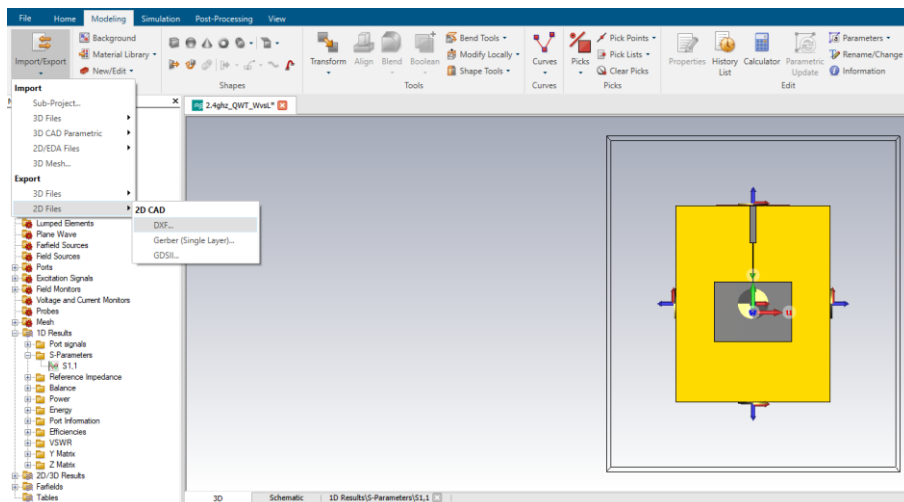 File Home Modeling Simulation Post-Processing View
Import/Export
Background
Material Library
New/Edit
Shapes
Transform Align Blend Boolean
Bend Tools
Modify Locally
Shape Tools
Tools
Curves
Curves
Picks
Pick Points
Pick Lists
Clear Picks
Picks
Properties History List Calculator Parametric Update
Parameters
Rename/Change
Information
Edit
Import
Sub-Project...
3D Files
3D CAD Parametric
2D/EDA Files
3D Mesh...
Export
3D Files
2D Files
2D CAD
DXF...
Gerber (Single Layer)...
GDSII...
2.4ghz_QWT_WvsL*
Lumped Elements
Plane Wave
Farfield Sources
Field Sources
Ports
Excitation Signals
Field Monitors
Voltage and Current Monitors
Probes
Mesh
1D Results
Port signals
S-Parameters
S1,1
Reference Impedance
Balance
Power
Energy
Port Information
Efficiencies
VSWR
Y Matrix
Z Matrix
2D/3D Results
Farfields
Tables
v
w
u
3D Schematic 1D Results\S-Parameters\S1,1